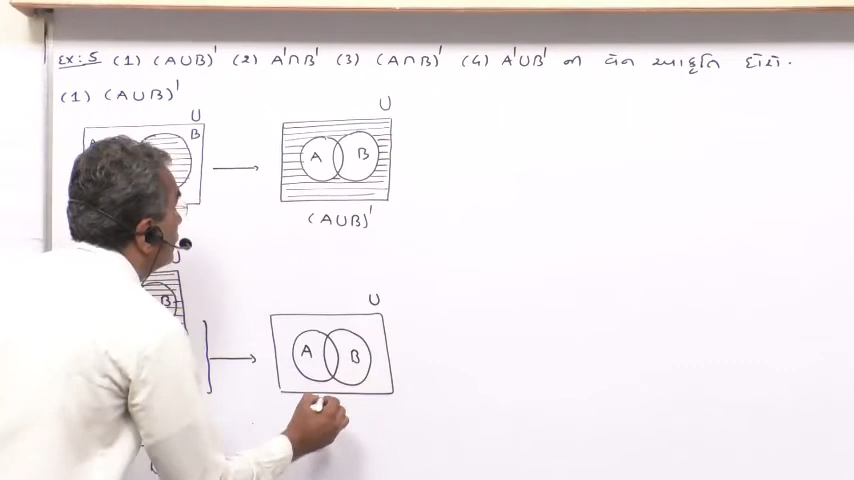 Ex: 5 (1) (A∪B)' (2) A'∩B' (3) (A∩B)' (4) A'∪B' ની વેન આકૃતિ દોરો.
(1) (A∪B)'
U
B
U
A B
(A∪B)'
B
U
A B